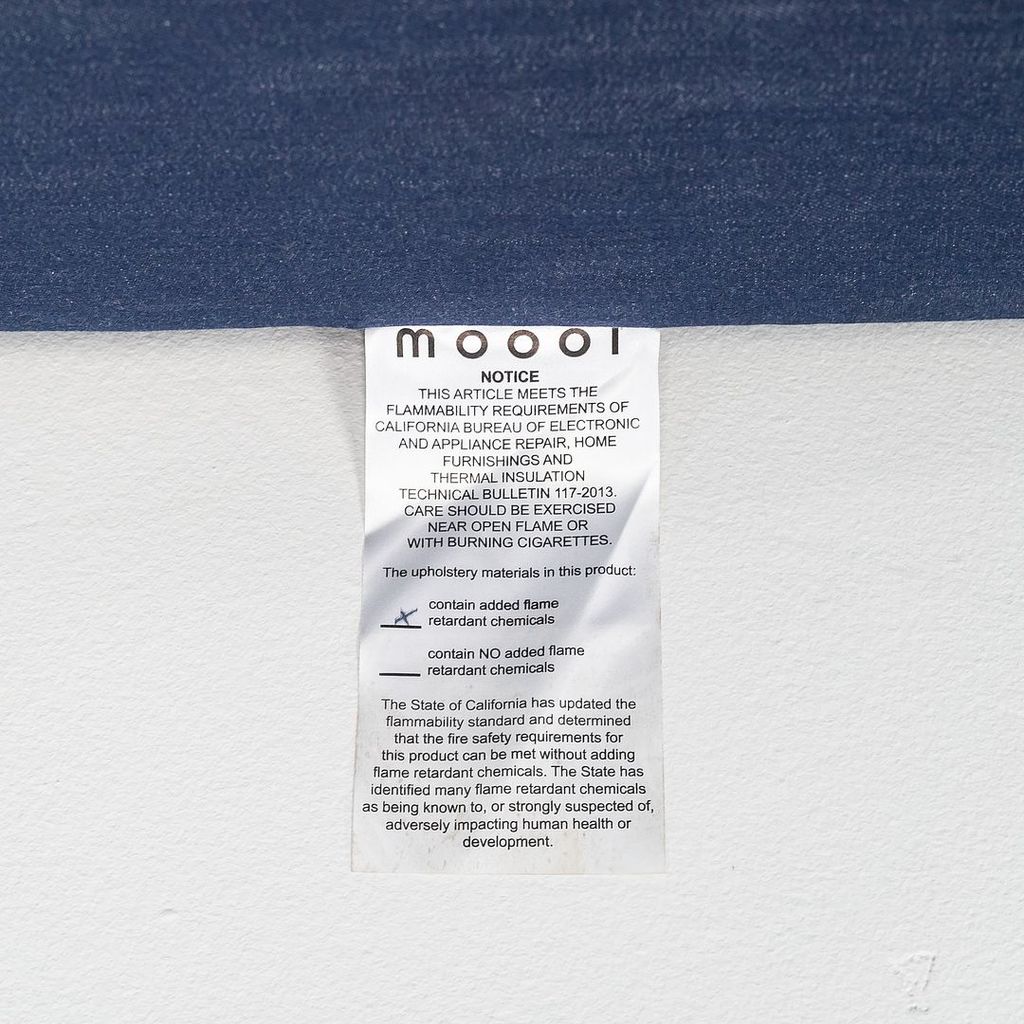 moooi
NOTICE
THIS ARTICLE MEETS THE
FLAMMABILITY REQUIREMENTS OF
CALIFORNIA BUREAU OF ELECTRONIC
AND APPLIANCE REPAIR, HOME
FURNISHINGS AND
THERMAL INSULATION
TECHNICAL BULLETIN 117-2013.
CARE SHOULD BE EXERCISED
NEAR OPEN FLAME OR
WITH BURNING CIGARETTES.
The upholstery materials in this product:
X contain added flame
retardant chemicals
contain NO added flame
retardant chemicals
The State of California has updated the
flammability standard and determined
that the fire safety requirements for
this product can be met without adding
flame retardant chemicals. The State has
identified many flame retardant chemicals
as being known to, or strongly suspected of,
adversely impacting human health or
development.